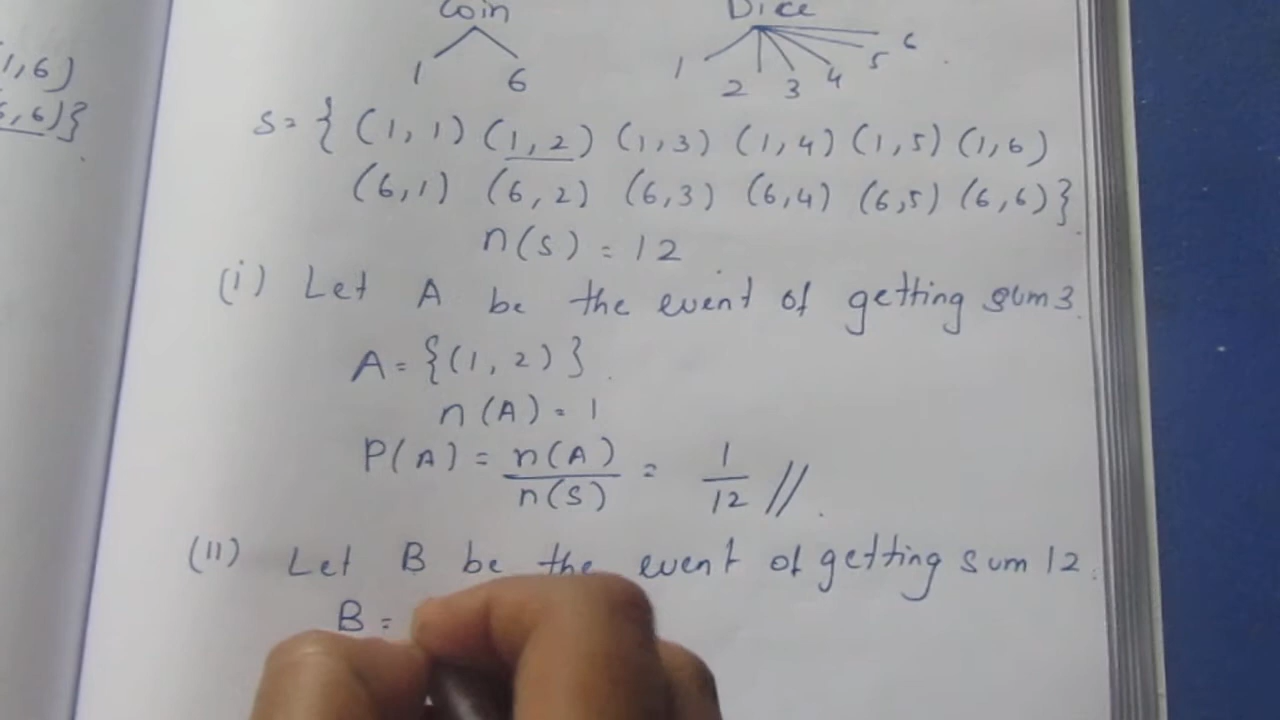 Coin Dice
1 6 1 2 3 4 5 6
1,6)
,6)}
S = { (1,1) (1,2) (1,3) (1,4) (1,5) (1,6)
(6,1) (6,2) (6,3) (6,4) (6,5) (6,6)}
n(S) = 12
(i) Let A be the event of getting sum 3.
A = {(1,2)}.
n(A) = 1
P(A) = n(A)/n(S) = 1/12 //.
(II) Let B be the event of getting sum 12.
B =